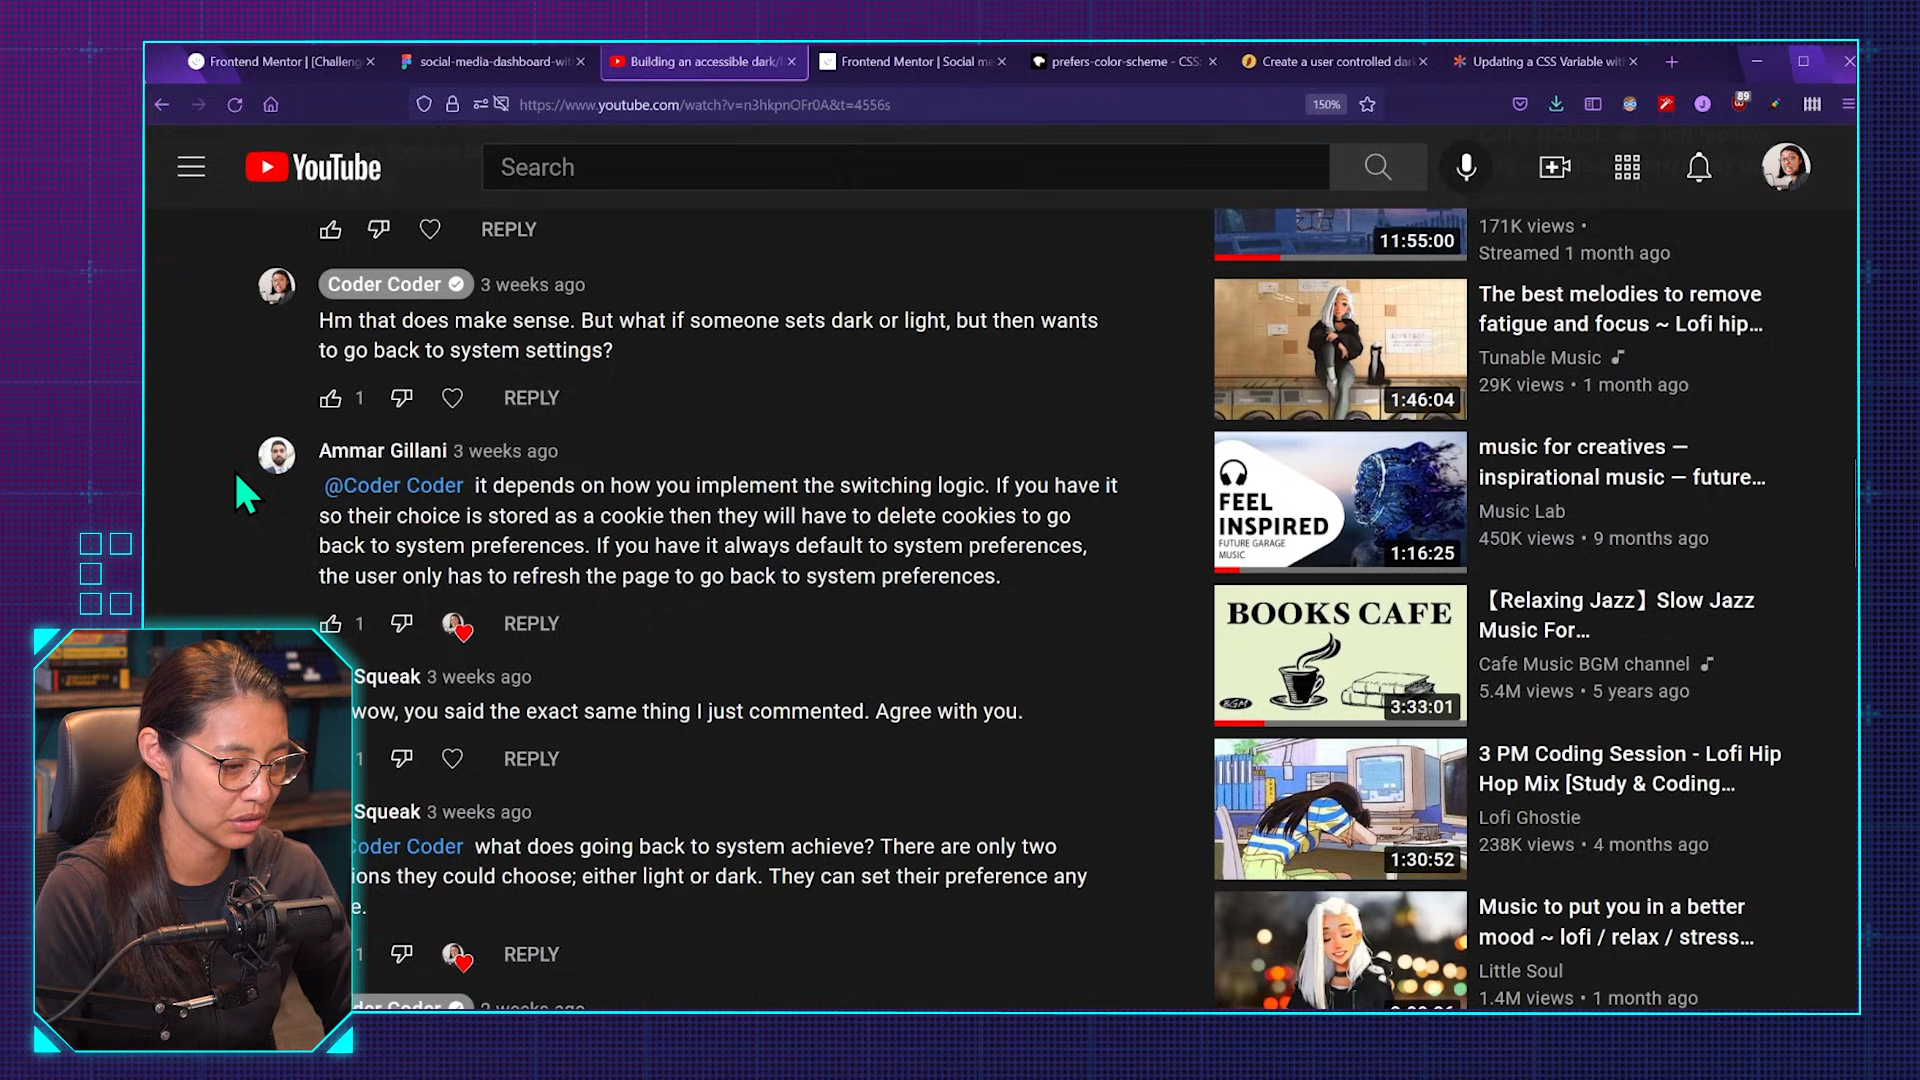 Frontend Mentor | [Challeng
social-media-dashboard-wit
Building an accessible dark/l
Frontend Mentor | Social me
prefers-color-scheme - CSS:
Create a user controlled dar
Updating a CSS Variable wit
https://www.youtube.com/watch?v=n3hkpnOFr0A&t=4556s
150%
89
YouTube
Search
REPLY
Coder Coder 3 weeks ago
Hm that does make sense. But what if someone sets dark or light, but then wants
to go back to system settings?
1 REPLY
Ammar Gillani 3 weeks ago
@Coder Coder it depends on how you implement the switching logic. If you have it
so their choice is stored as a cookie then they will have to delete cookies to go
back to system preferences. If you have it always default to system preferences,
the user only has to refresh the page to go back to system preferences.
1 REPLY
Squeak 3 weeks ago
wow, you said the exact same thing I just commented. Agree with you.
1 REPLY
Squeak 3 weeks ago
Coder Coder what does going back to system achieve? There are only two
ions they could choose; either light or dark. They can set their preference any
e.
1 REPLY
der Coder
11:55:00
171K views •
Streamed 1 month ago
1:46:04
The best melodies to remove
fatigue and focus ~ Lofi hip...
Tunable Music
29K views • 1 month ago
FEEL
INSPIRED
FUTURE GARAGE
MUSIC
1:16:25
music for creatives —
inspirational music — future...
Music Lab
450K views • 9 months ago
BOOKS CAFE
BGM
3:33:01
【Relaxing Jazz】Slow Jazz
Music For...
Cafe Music BGM channel
5.4M views • 5 years ago
1:30:52
3 PM Coding Session - Lofi Hip
Hop Mix [Study & Coding...
Lofi Ghostie
238K views • 4 months ago
Music to put you in a better
mood ~ lofi / relax / stress...
Little Soul
1.4M views • 1 month ago